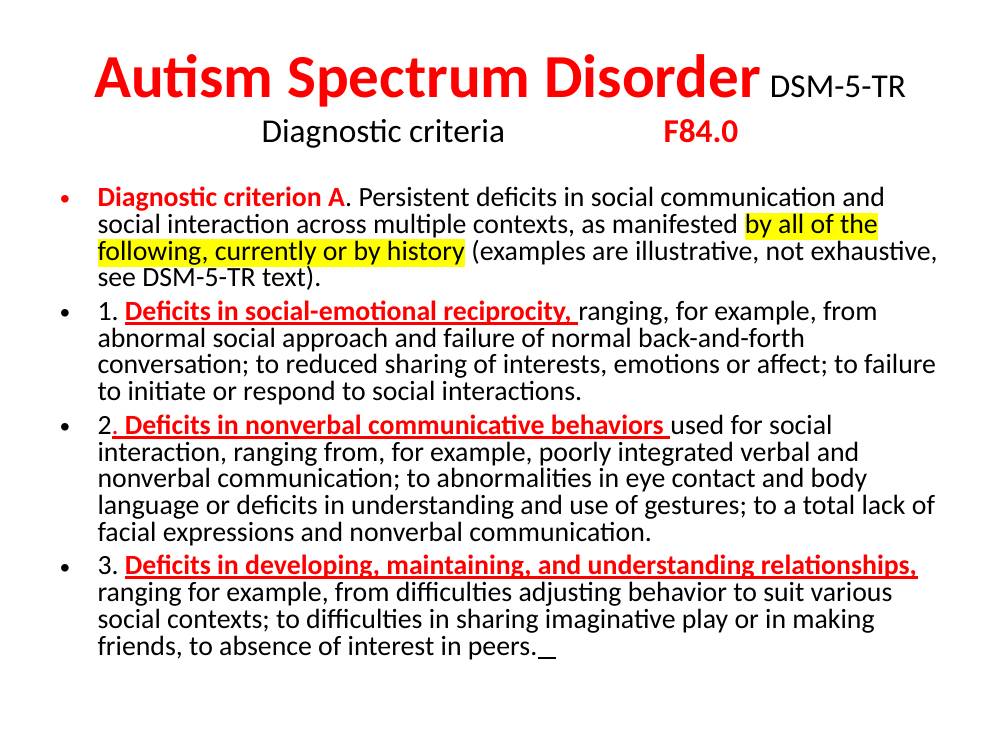 Autism Spectrum Disorder DSM-5-TR
Diagnostic criteria F84.0
• Diagnostic criterion A. Persistent deficits in social communication and
social interaction across multiple contexts, as manifested by all of the
following, currently or by history (examples are illustrative, not exhaustive,
see DSM-5-TR text).
• 1. Deficits in social-emotional reciprocity, ranging, for example, from
abnormal social approach and failure of normal back-and-forth
conversation; to reduced sharing of interests, emotions or affect; to failure
to initiate or respond to social interactions.
• 2. Deficits in nonverbal communicative behaviors used for social
interaction, ranging from, for example, poorly integrated verbal and
nonverbal communication; to abnormalities in eye contact and body
language or deficits in understanding and use of gestures; to a total lack of
facial expressions and nonverbal communication.
• 3. Deficits in developing, maintaining, and understanding relationships,
ranging for example, from difficulties adjusting behavior to suit various
social contexts; to difficulties in sharing imaginative play or in making
friends, to absence of interest in peers.